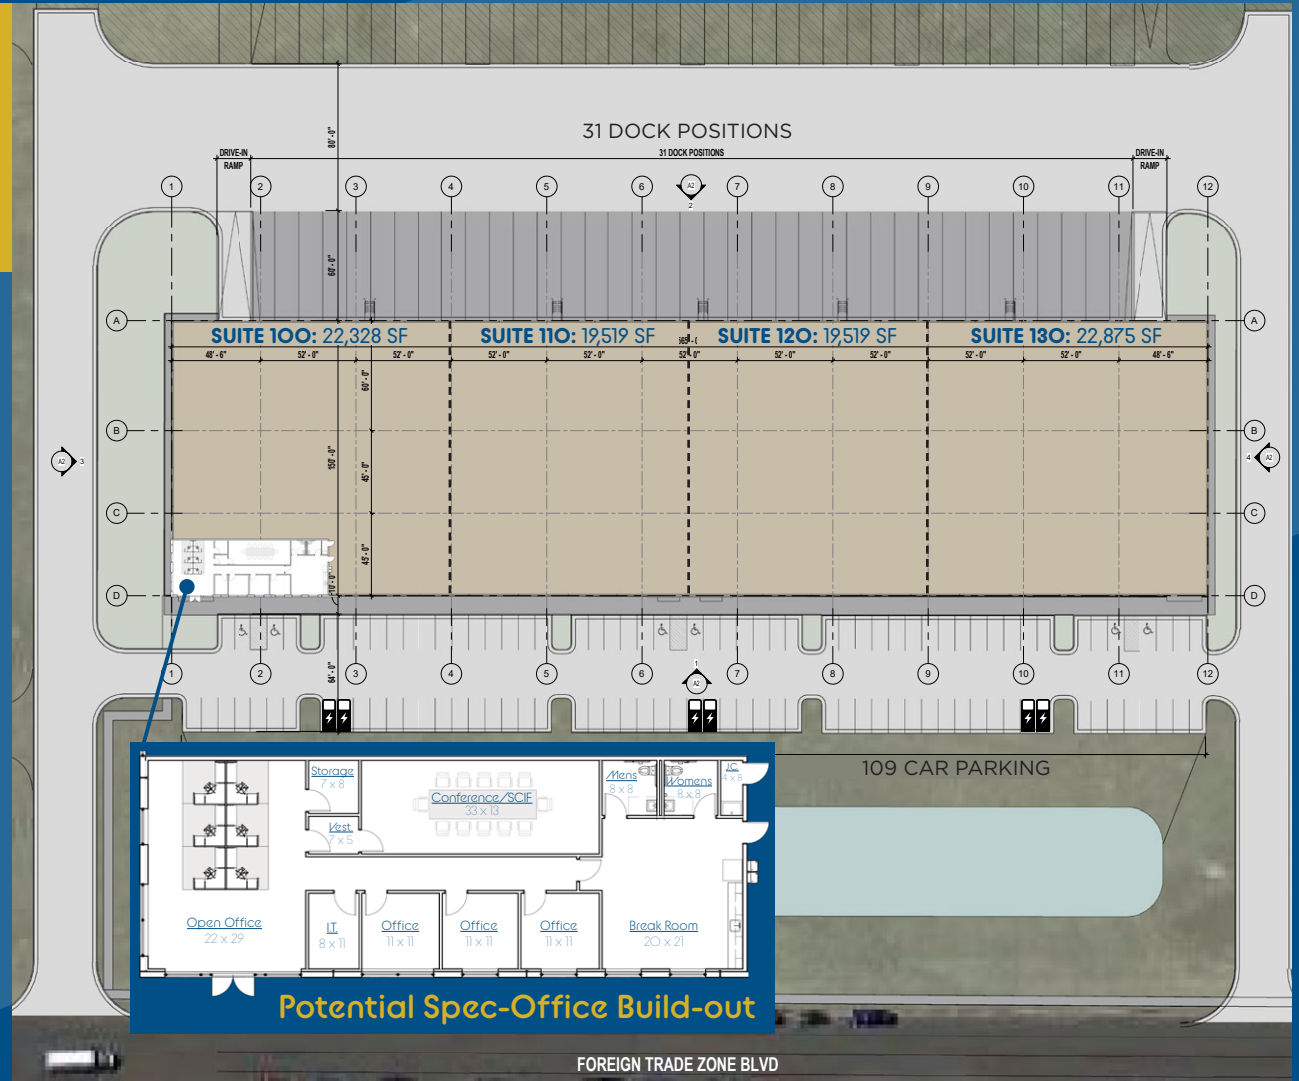 31 DOCK POSITIONS
DRIVE-IN RAMP
31 DOCK POSITIONS
DRIVE-IN RAMP
80' - 0"
1 2 3 4 5 6 A2 2 7 8 9 10 11 12
60' - 0"
A A
SUITE 100: 22,328 SF
SUITE 110: 19,519 SF
SUITE 120: 19,519 SF
SUITE 130: 22,875 SF
48' - 6" 52' - 0" 52' - 0" 52' - 0" 52' - 0" 52' - 0" 52' - 0" 52' - 0" 52' - 0" 52' - 0" 48' - 6"
60' - 0"
B B
A2 3
150' - 0"
45' - 0"
4 A2
C C
45' - 0"
10' - 0"
D D
64' - 0"
1 2 3 4 5 6 1 A2 7 8 9 10 11 12
109 CAR PARKING
Storage
7 x 8
Conference/SCIF
33 x 13
Mens
8 x 8
Womens
8 x 8
J.C.
4 x 8
Vest.
7 x 5
Open Office
22 x 29
I.T.
8 x 11
Office
11 x 11
Office
11 x 11
Office
11 x 11
Break Room
20 x 21
Potential Spec-Office Build-out
FOREIGN TRADE ZONE BLVD